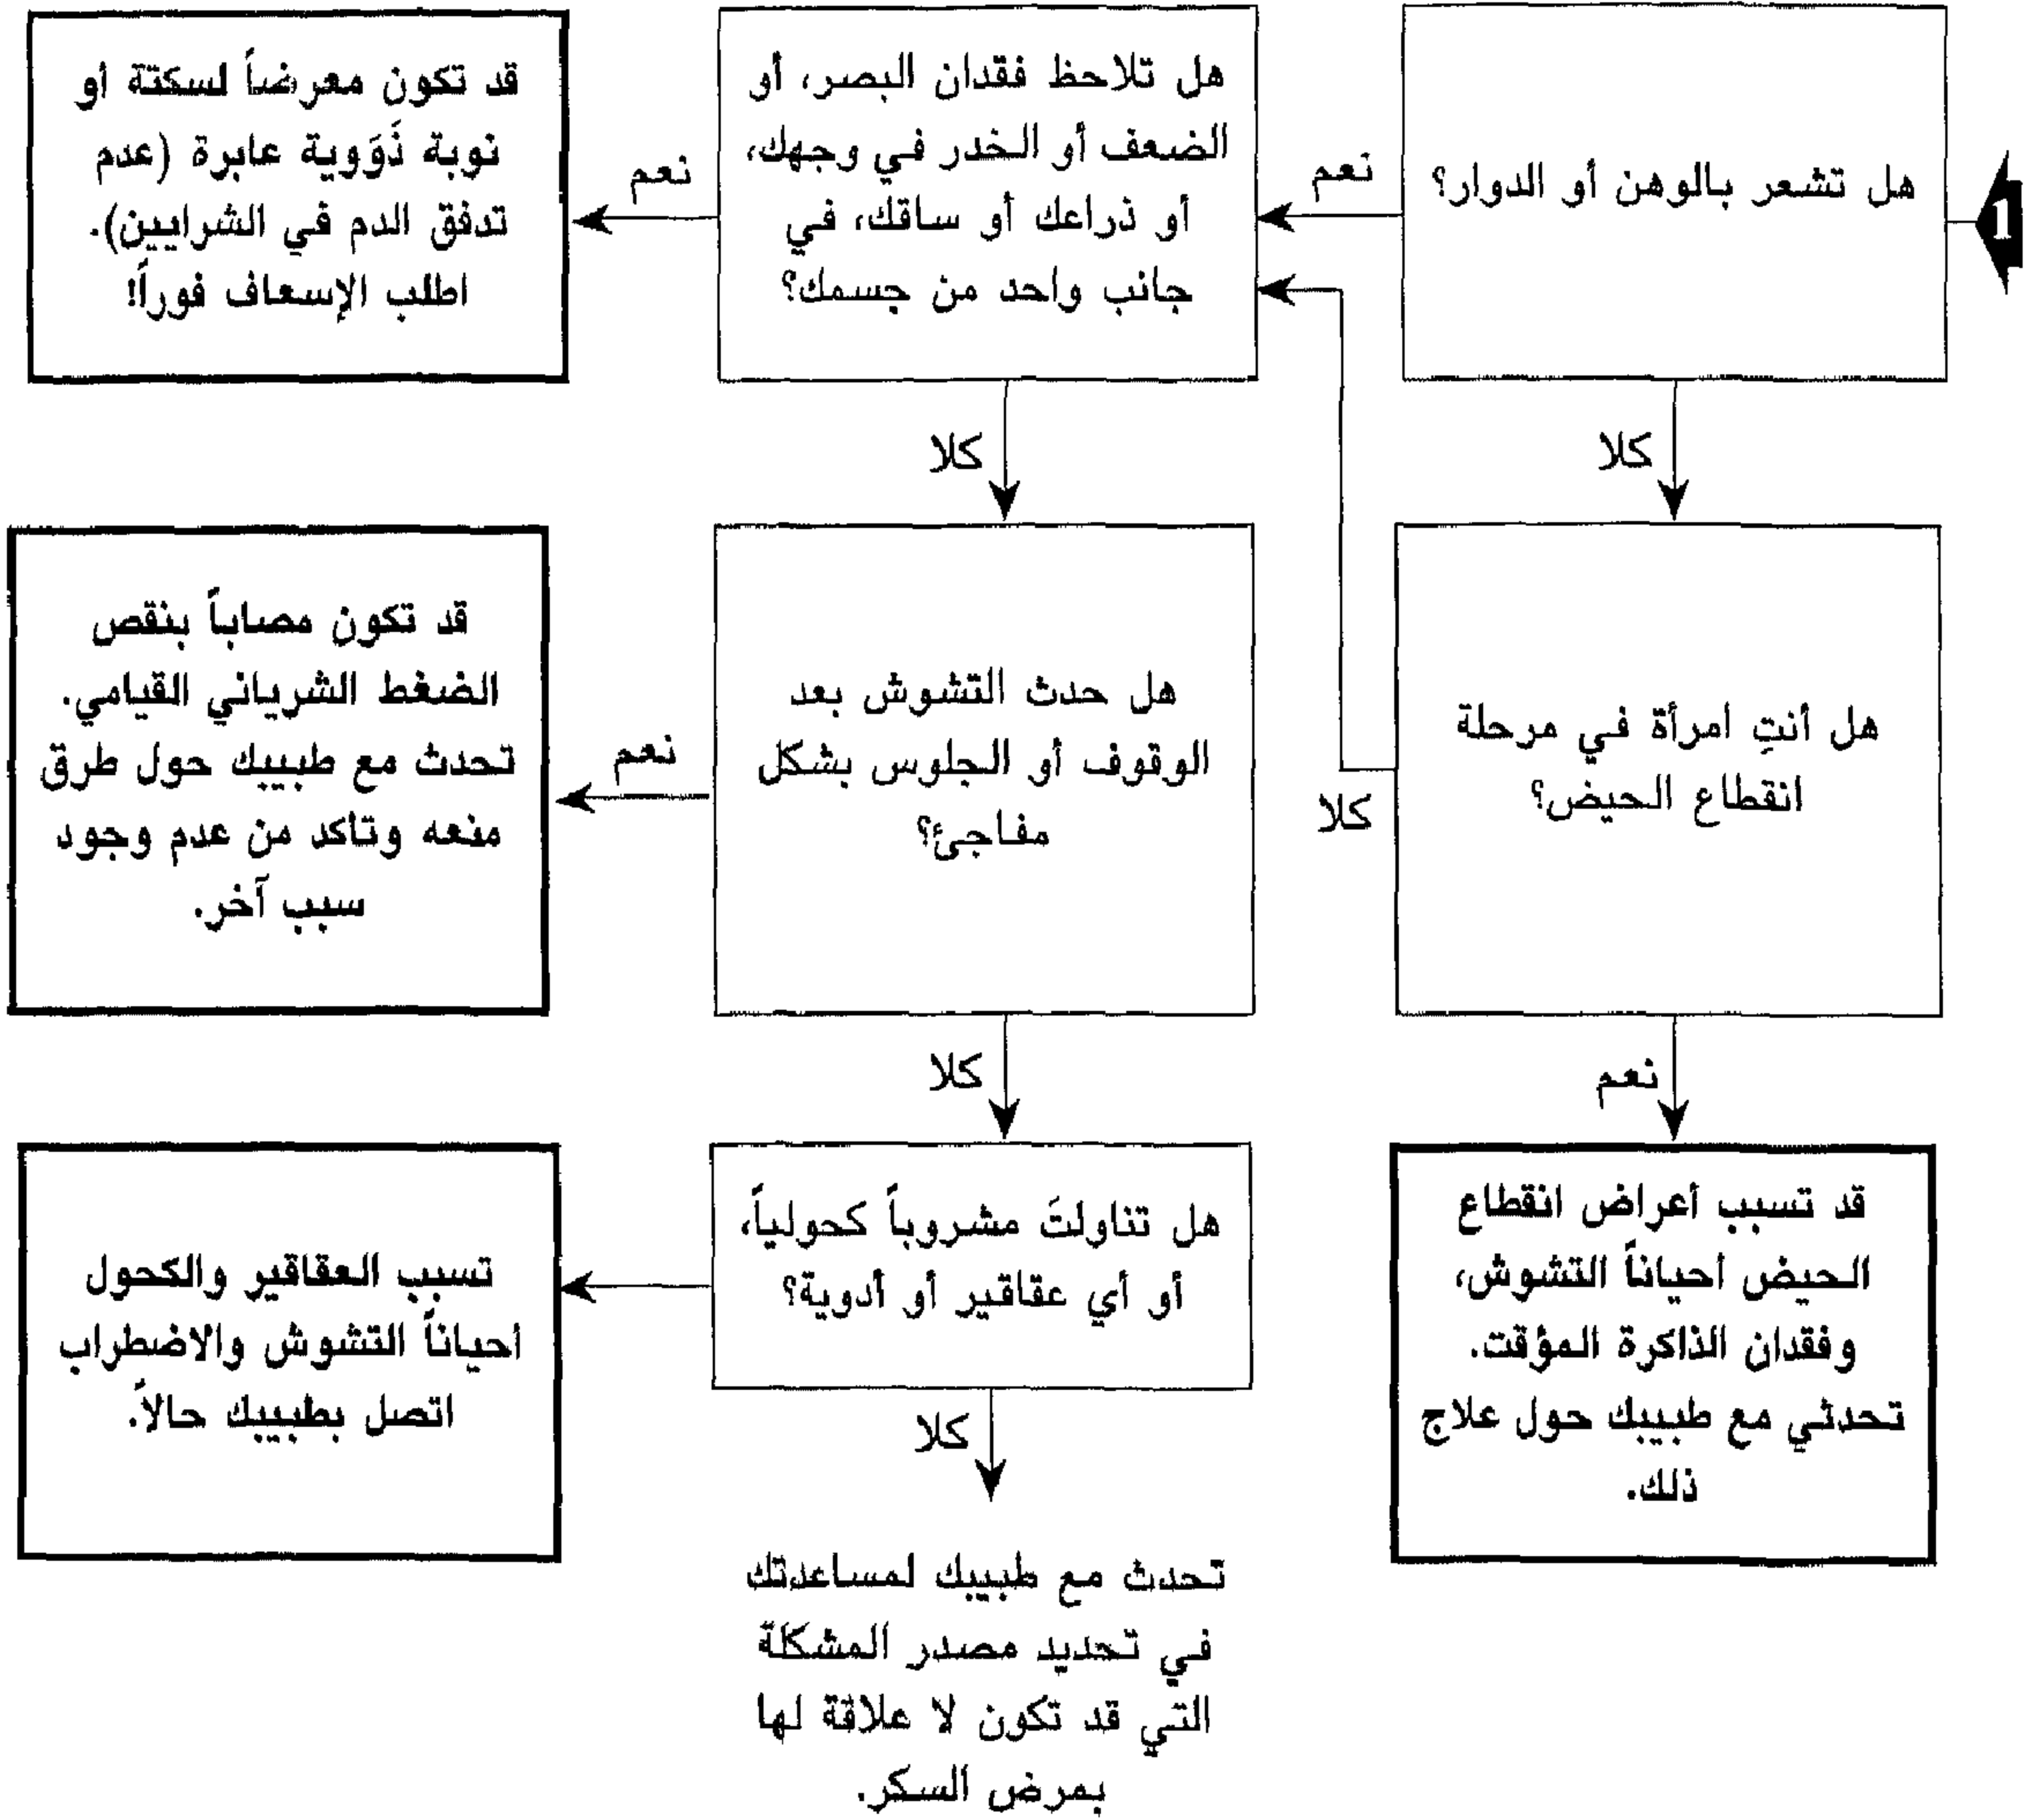 1
هل تشعر بالوهن أو الدوار؟
نعم
كلا
هل تلاحظ فقدان البصر، أو
الضعف أو الخدر في وجهك،
أو ذراعك أو ساقك، في
جانب واحد من جسمك؟
نعم
كلا
قد تكون معرضاً لسكتة أو
نوبة ذَوَوية عابرة (عدم
تدفق الدم في الشرايين).
اطلب الإسعاف فوراً!
هل أنتِ امرأة في مرحلة
انقطاع الحيض؟
كلا
نعم
هل حدث التشوش بعد
الوقوف أو الجلوس بشكل
مفاجئ؟
نعم
كلا
قد تكون مصاباً بنقص
الضغط الشرياني القيامي.
تحدث مع طبيبك حول طرق
منعه وتأكد من عدم وجود
سبب آخر.
قد تسبب أعراض انقطاع
الحيض أحياناً التشوش،
وفقدان الذاكرة المؤقت.
تحدثي مع طبيبك حول علاج
ذلك.
هل تناولتَ مشروباً كحولياً،
أو أي عقاقير أو أدوية؟
كلا
تسبب العقاقير والكحول
أحياناً التشوش والاضطراب
اتصل بطبيبك حالاً.
تحدث مع طبيبك لمساعدتك
في تحديد مصدر المشكلة
التي قد تكون لا علاقة لها
بمرض السكر.